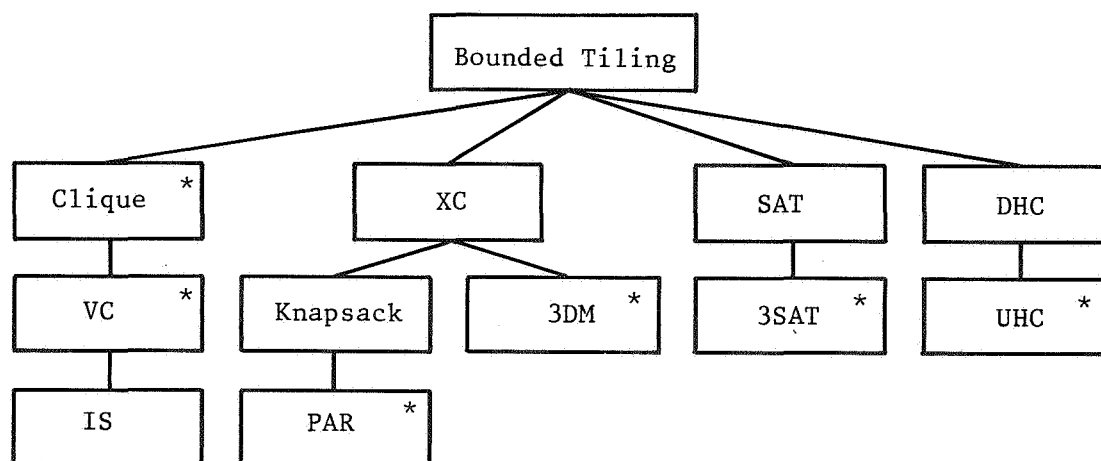 Bounded Tiling
Clique *
XC
SAT
DHC
VC *
Knapsack
3DM *
3SAT *
UHC *
IS
PAR *